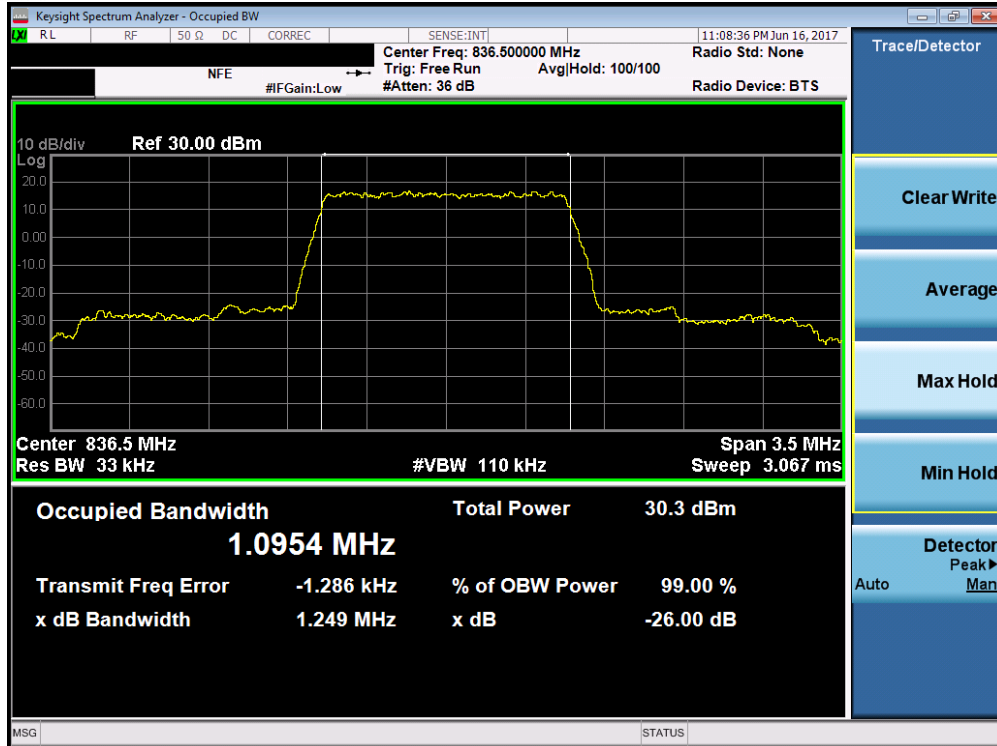 Keysight Spectrum Analyzer - Occupied BW
LXI RL RF 50 Ω DC CORREC SENSE:INT 11:08:36 PM Jun 16, 2017
Center Freq: 836.500000 MHz Radio Std: None
NFE Trig: Free Run Avg|Hold: 100/100
#IFGain:Low #Atten: 36 dB Radio Device: BTS
10 dB/div Ref 30.00 dBm
Log
20.0
10.0
0.00
-10.0
-20.0
-30.0
-40.0
-50.0
-60.0
Center 836.5 MHz Span 3.5 MHz
Res BW 33 kHz #VBW 110 kHz Sweep 3.067 ms
Occupied Bandwidth Total Power 30.3 dBm
1.0954 MHz
Transmit Freq Error -1.286 kHz % of OBW Power 99.00 %
x dB Bandwidth 1.249 MHz x dB -26.00 dB
Trace/Detector
Clear Write
Average
Max Hold
Min Hold
Detector
Peak
Auto Man
MSG STATUS